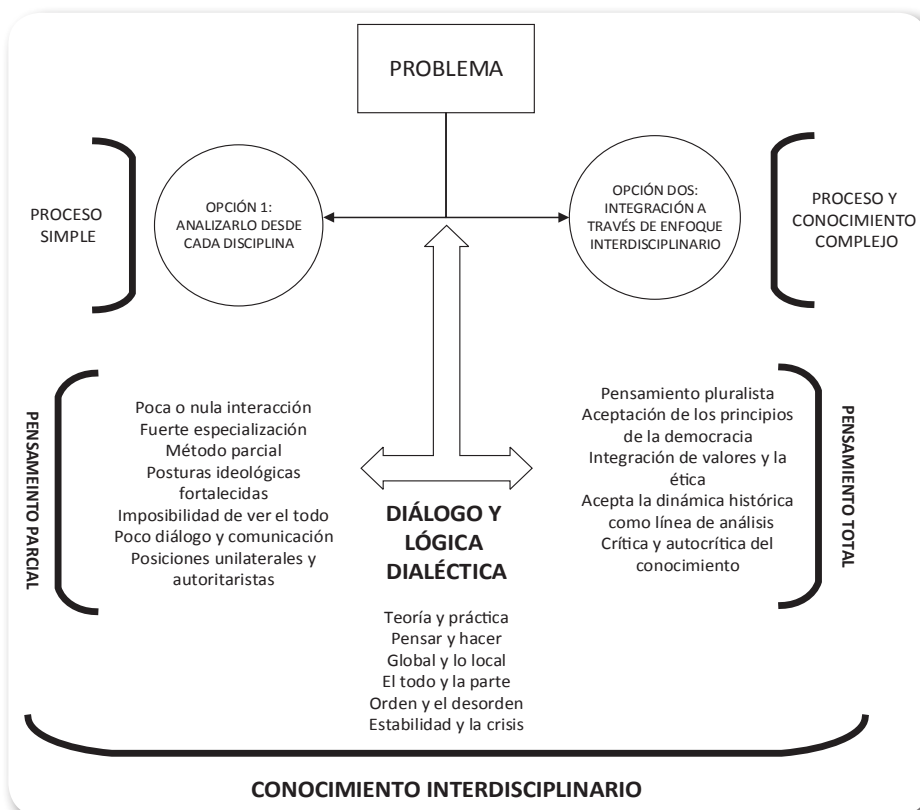 PROBLEMA
PROCESO
SIMPLE
OPCIÓN 1:
ANALIZARLO DESDE
CADA DISCIPLINA
OPCIÓN DOS:
INTEGRACIÓN A
TRAVÉS DE ENFOQUE
INTERDISCIPLINARIO
PROCESO Y
CONOCIMIENTO
COMPLEJO
PENSAMEINTO PARCIAL
Poca o nula interacción
Fuerte especialización
Método parcial
Posturas ideológicas
fortalecidas
Imposibilidad de ver el todo
Poco diálogo y comunicación
Posiciones unilaterales y
autoritaristas
DIÁLOGO Y
LÓGICA
DIALÉCTICA
Teoría y práctica
Pensar y hacer
Global y lo local
El todo y la parte
Orden y el desorden
Estabilidad y la crisis
Pensamiento pluralista
Aceptación de los principios
de la democracia
Integración de valores y la
ética
Acepta la dinámica histórica
como línea de análisis
Crítica y autocrítica del
conocimiento
PENSAMIENTO TOTAL
CONOCIMIENTO INTERDISCIPLINARIO